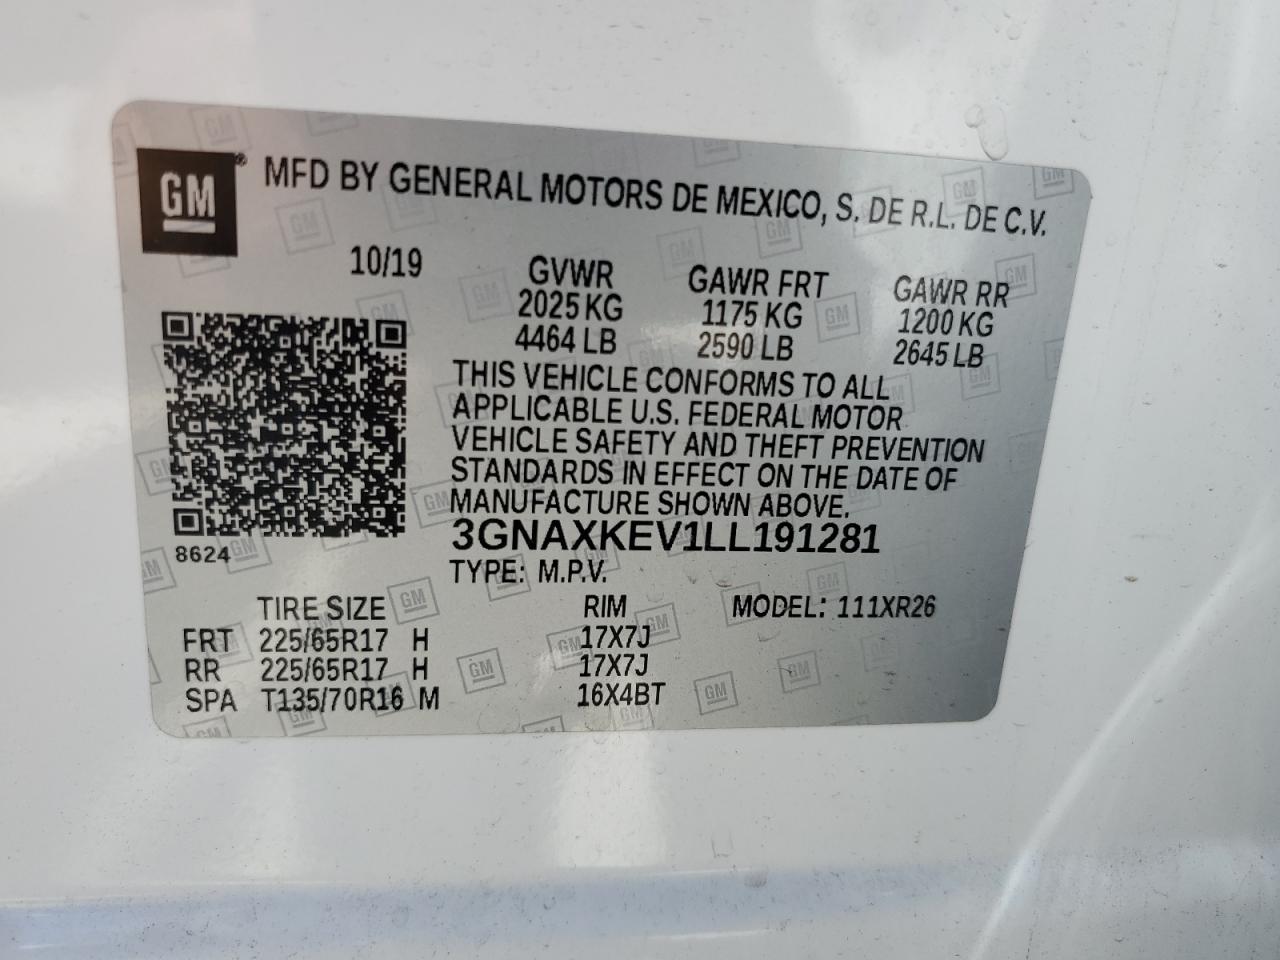 GM® MFD BY GENERAL MOTORS DE MEXICO, S. DE R.L. DE C.V.
10/19 GVWR GAWR FRT GAWR RR
2025 KG 1175 KG 1200 KG
4464 LB 2590 LB 2645 LB
THIS VEHICLE CONFORMS TO ALL
APPLICABLE U.S. FEDERAL MOTOR
VEHICLE SAFETY AND THEFT PREVENTION
STANDARDS IN EFFECT ON THE DATE OF
MANUFACTURE SHOWN ABOVE.
3GNAXKEV1LL191281
8624
TYPE: M.P.V.
TIRE SIZE RIM MODEL: 111XR26
FRT 225/65R17 H 17X7J
RR 225/65R17 H 17X7J
SPA T135/70R16 M 16X4BT